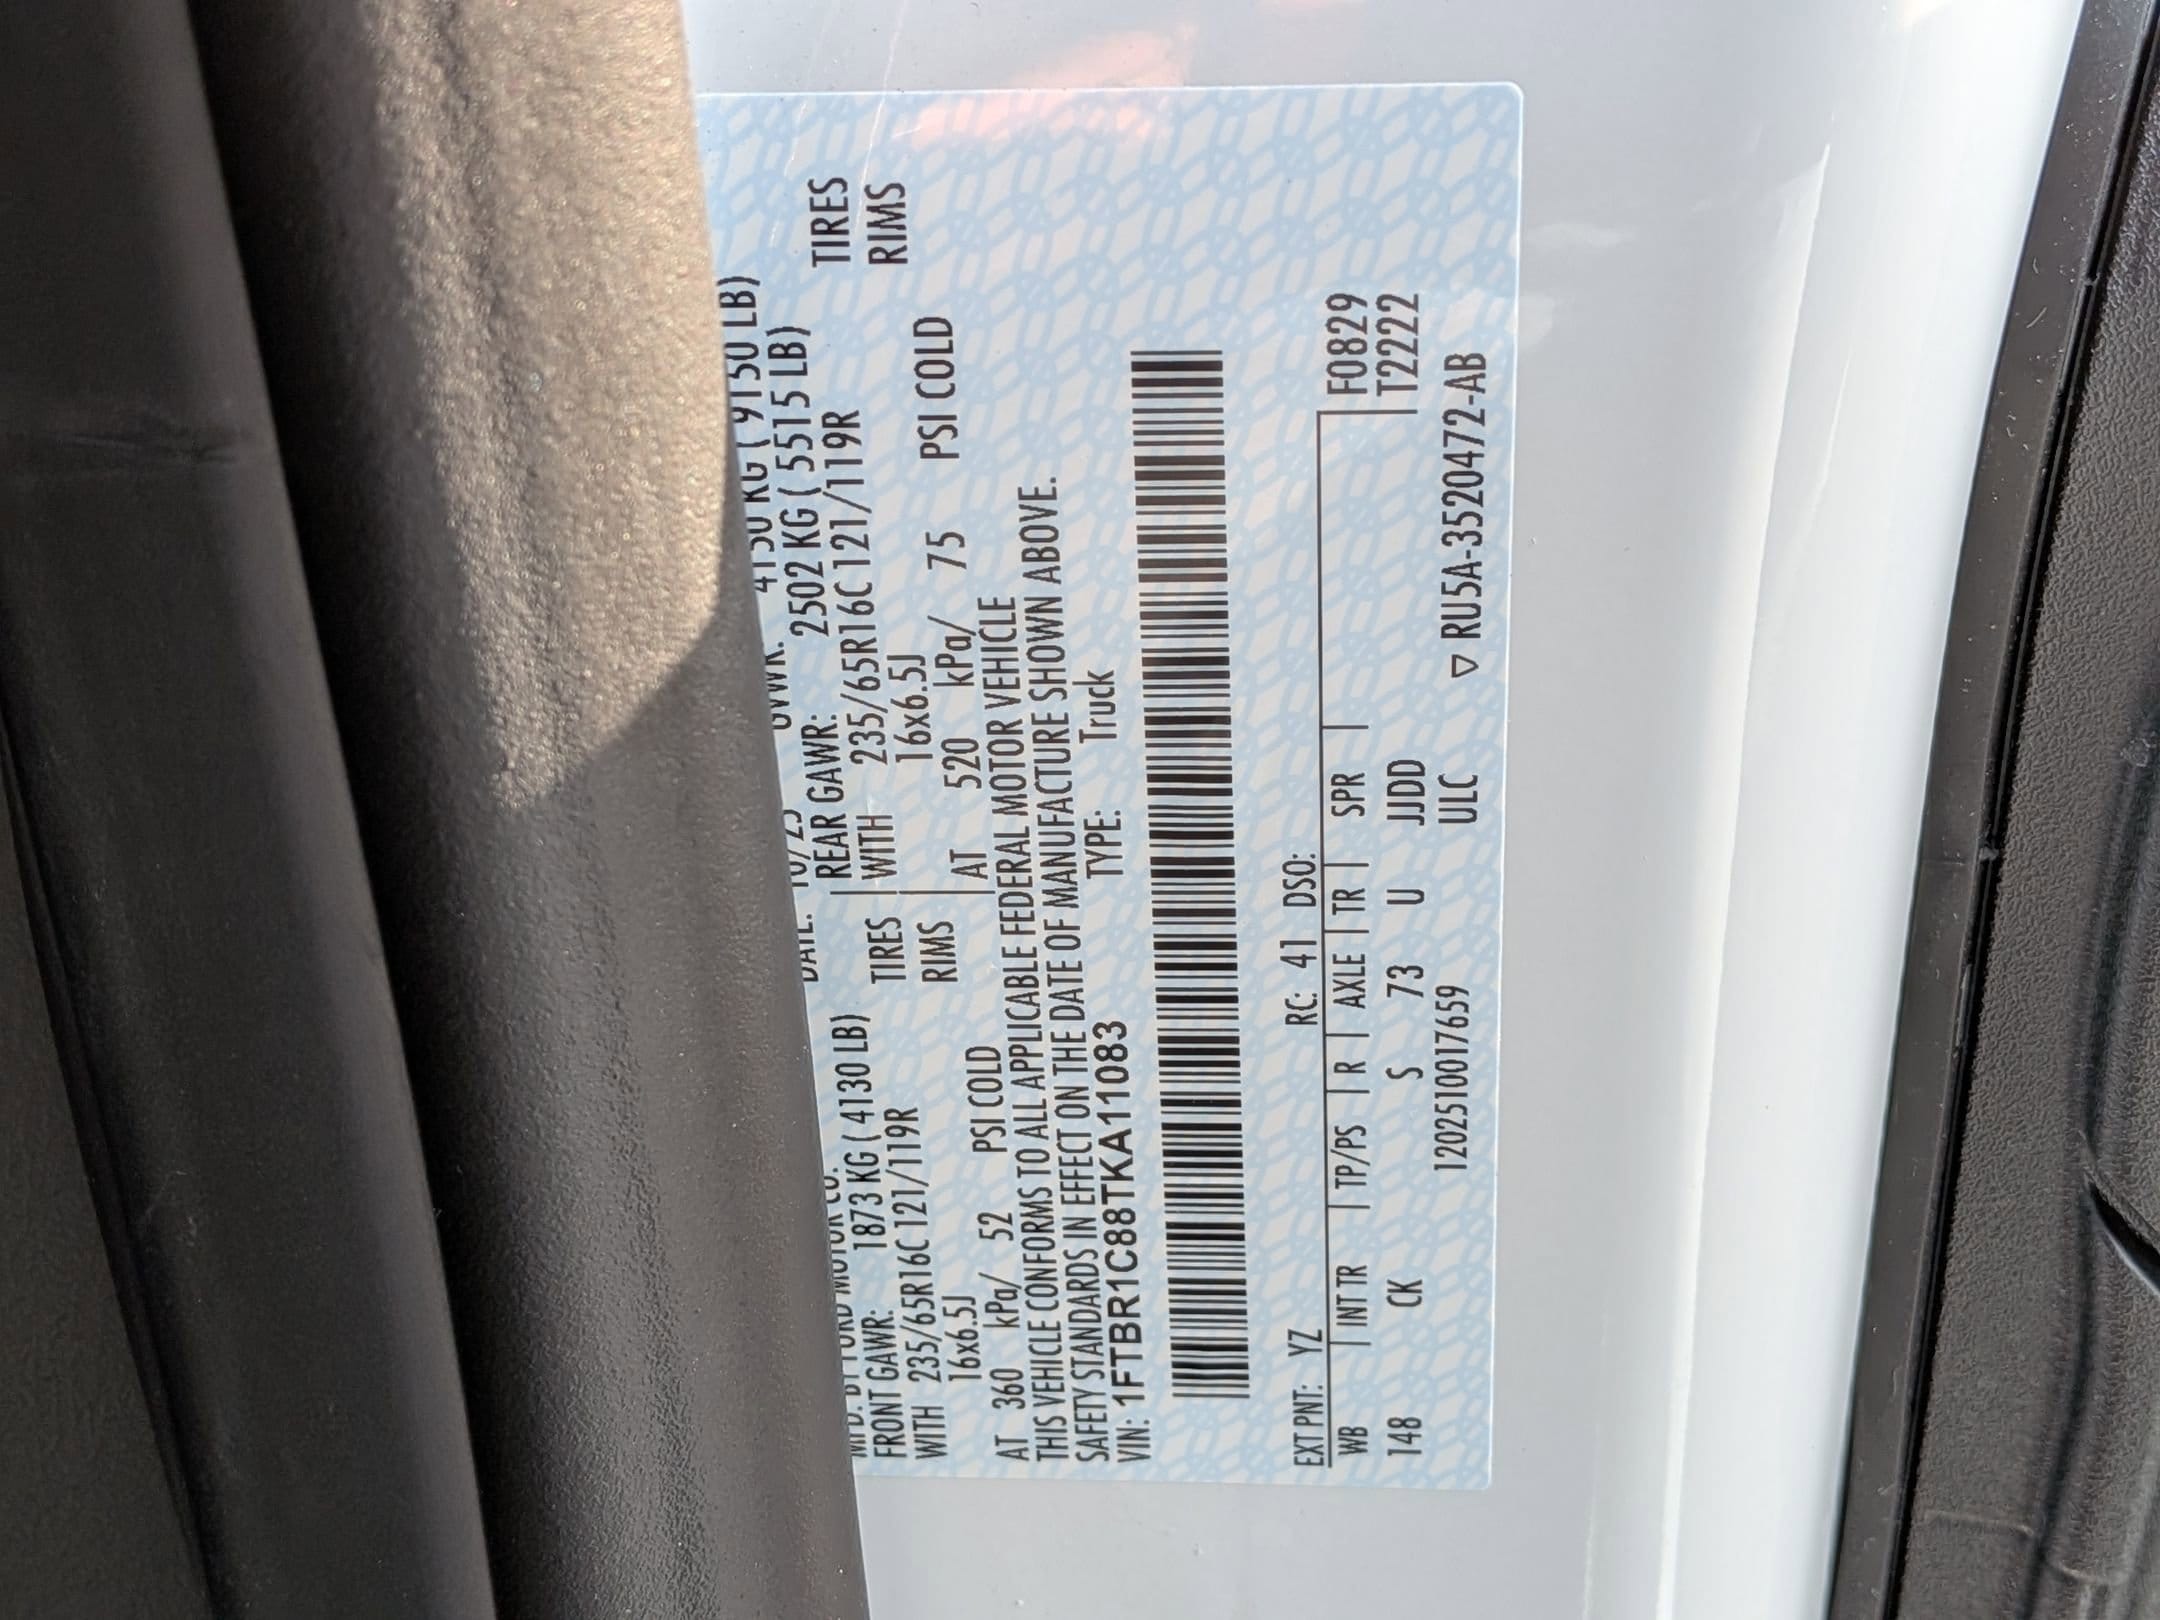 MFD. BY FORD MOTOR CO.
DATE: 10/25 GVWR: 4150 KG ( 9150 LB)
FRONT GAWR: 1873 KG ( 4130 LB) REAR GAWR: 2502 KG ( 5515 LB)
WITH 235/65R16C 121/119R TIRES WITH 235/65R16C 121/119R TIRES
16x6.5J RIMS 16x6.5J RIMS
AT 360 kPa/ 52 PSI COLD AT 520 kPa/ 75 PSI COLD
THIS VEHICLE CONFORMS TO ALL APPLICABLE FEDERAL MOTOR VEHICLE
SAFETY STANDARDS IN EFFECT ON THE DATE OF MANUFACTURE SHOWN ABOVE.
VIN: 1FTBR1C88TKA11083 TYPE: Truck
EXT PNT: YZ RC: 41 DSO:
WB INT TR TP/PS R AXLE TR SPR F0829
148 CK S 73 U JJDD T2222
1202510017659 ULC ▽ RU5A-3520472-AB